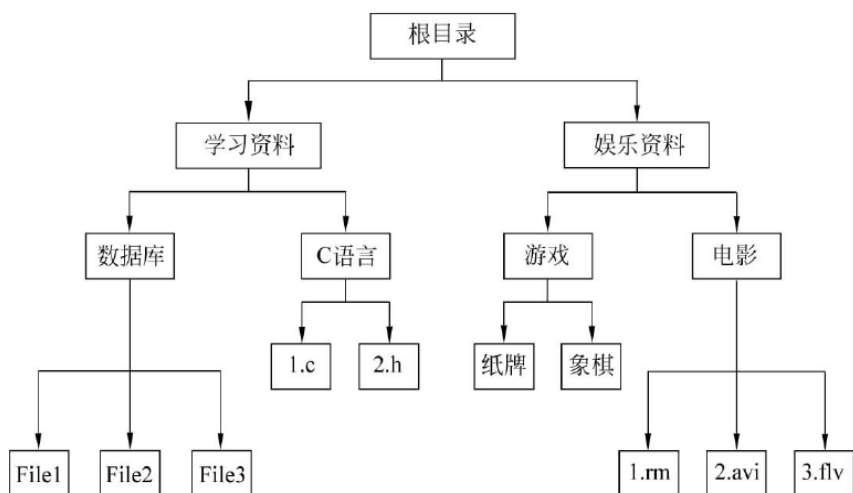 根目录
学习资料
娱乐资料
数据库
C语言
游戏
电影
1.c
2.h
纸牌
象棋
File1
File2
File3
1.rm
2.avi
3.flv